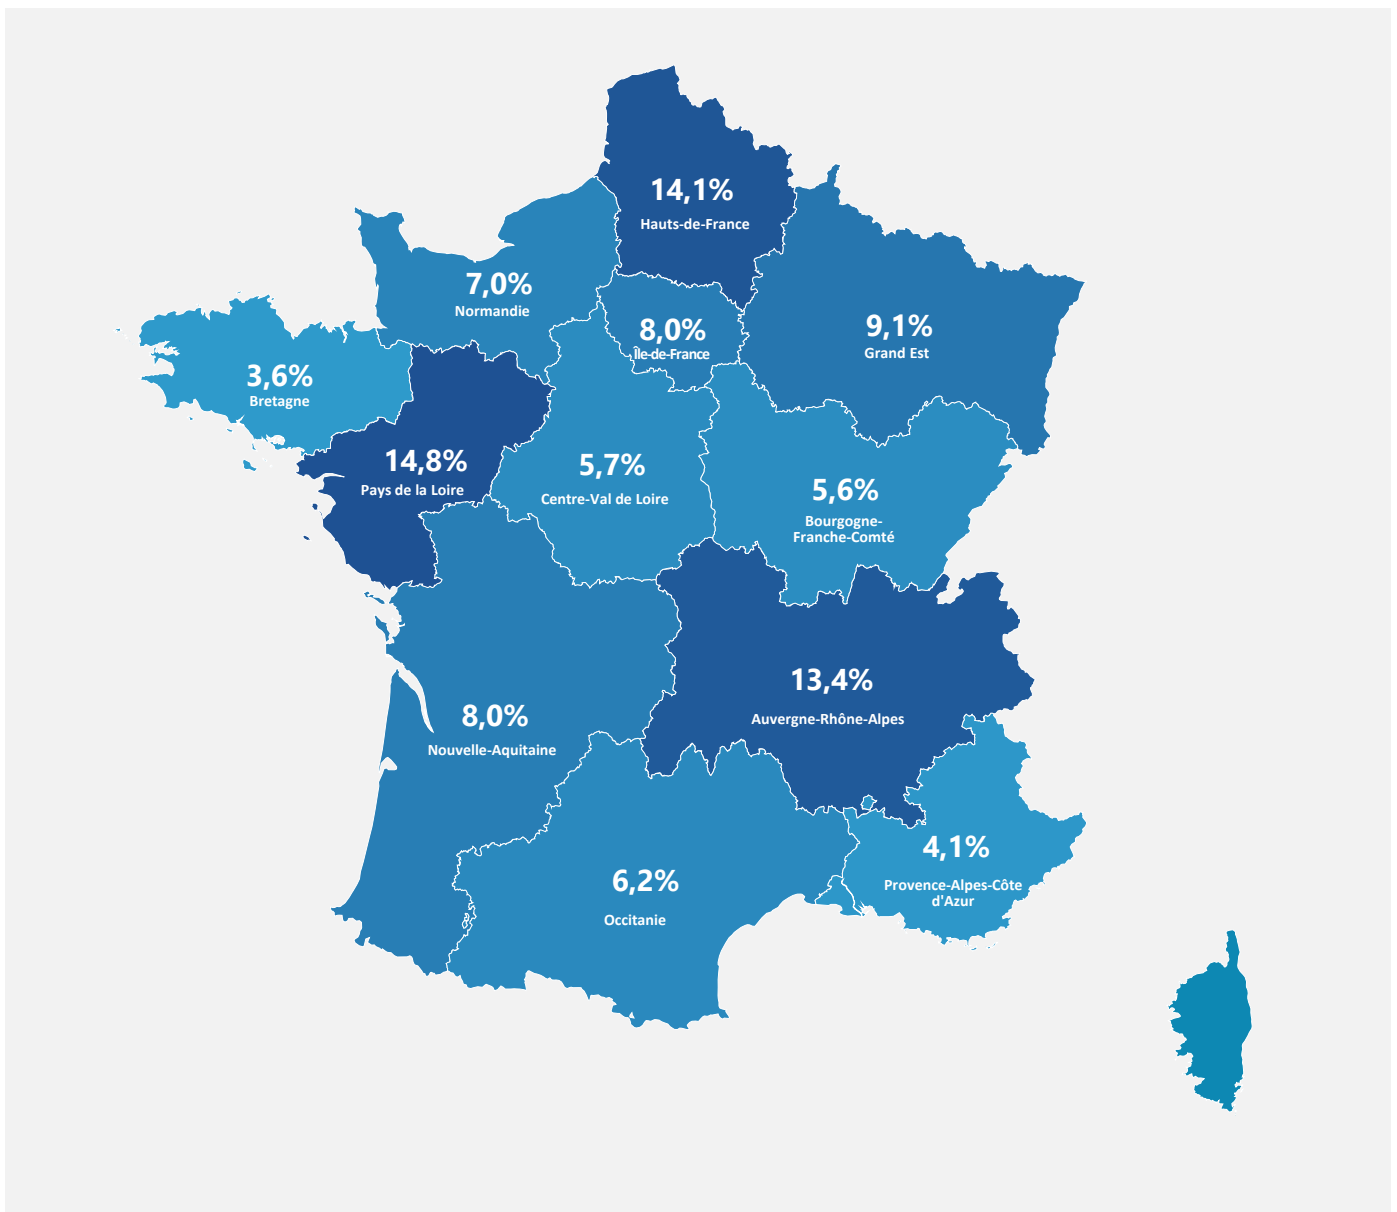 14,1%
Hauts-de-France
7,0%
Normandie
8,0%
Île-de-France
9,1%
Grand Est
3,6%
Bretagne
14,8%
Pays de la Loire
5,7%
Centre-Val de Loire
5,6%
Bourgogne-
Franche-Comté
13,4%
Auvergne-Rhône-Alpes
8,0%
Nouvelle-Aquitaine
4,1%
Provence-Alpes-Côte
d'Azur
6,2%
Occitanie